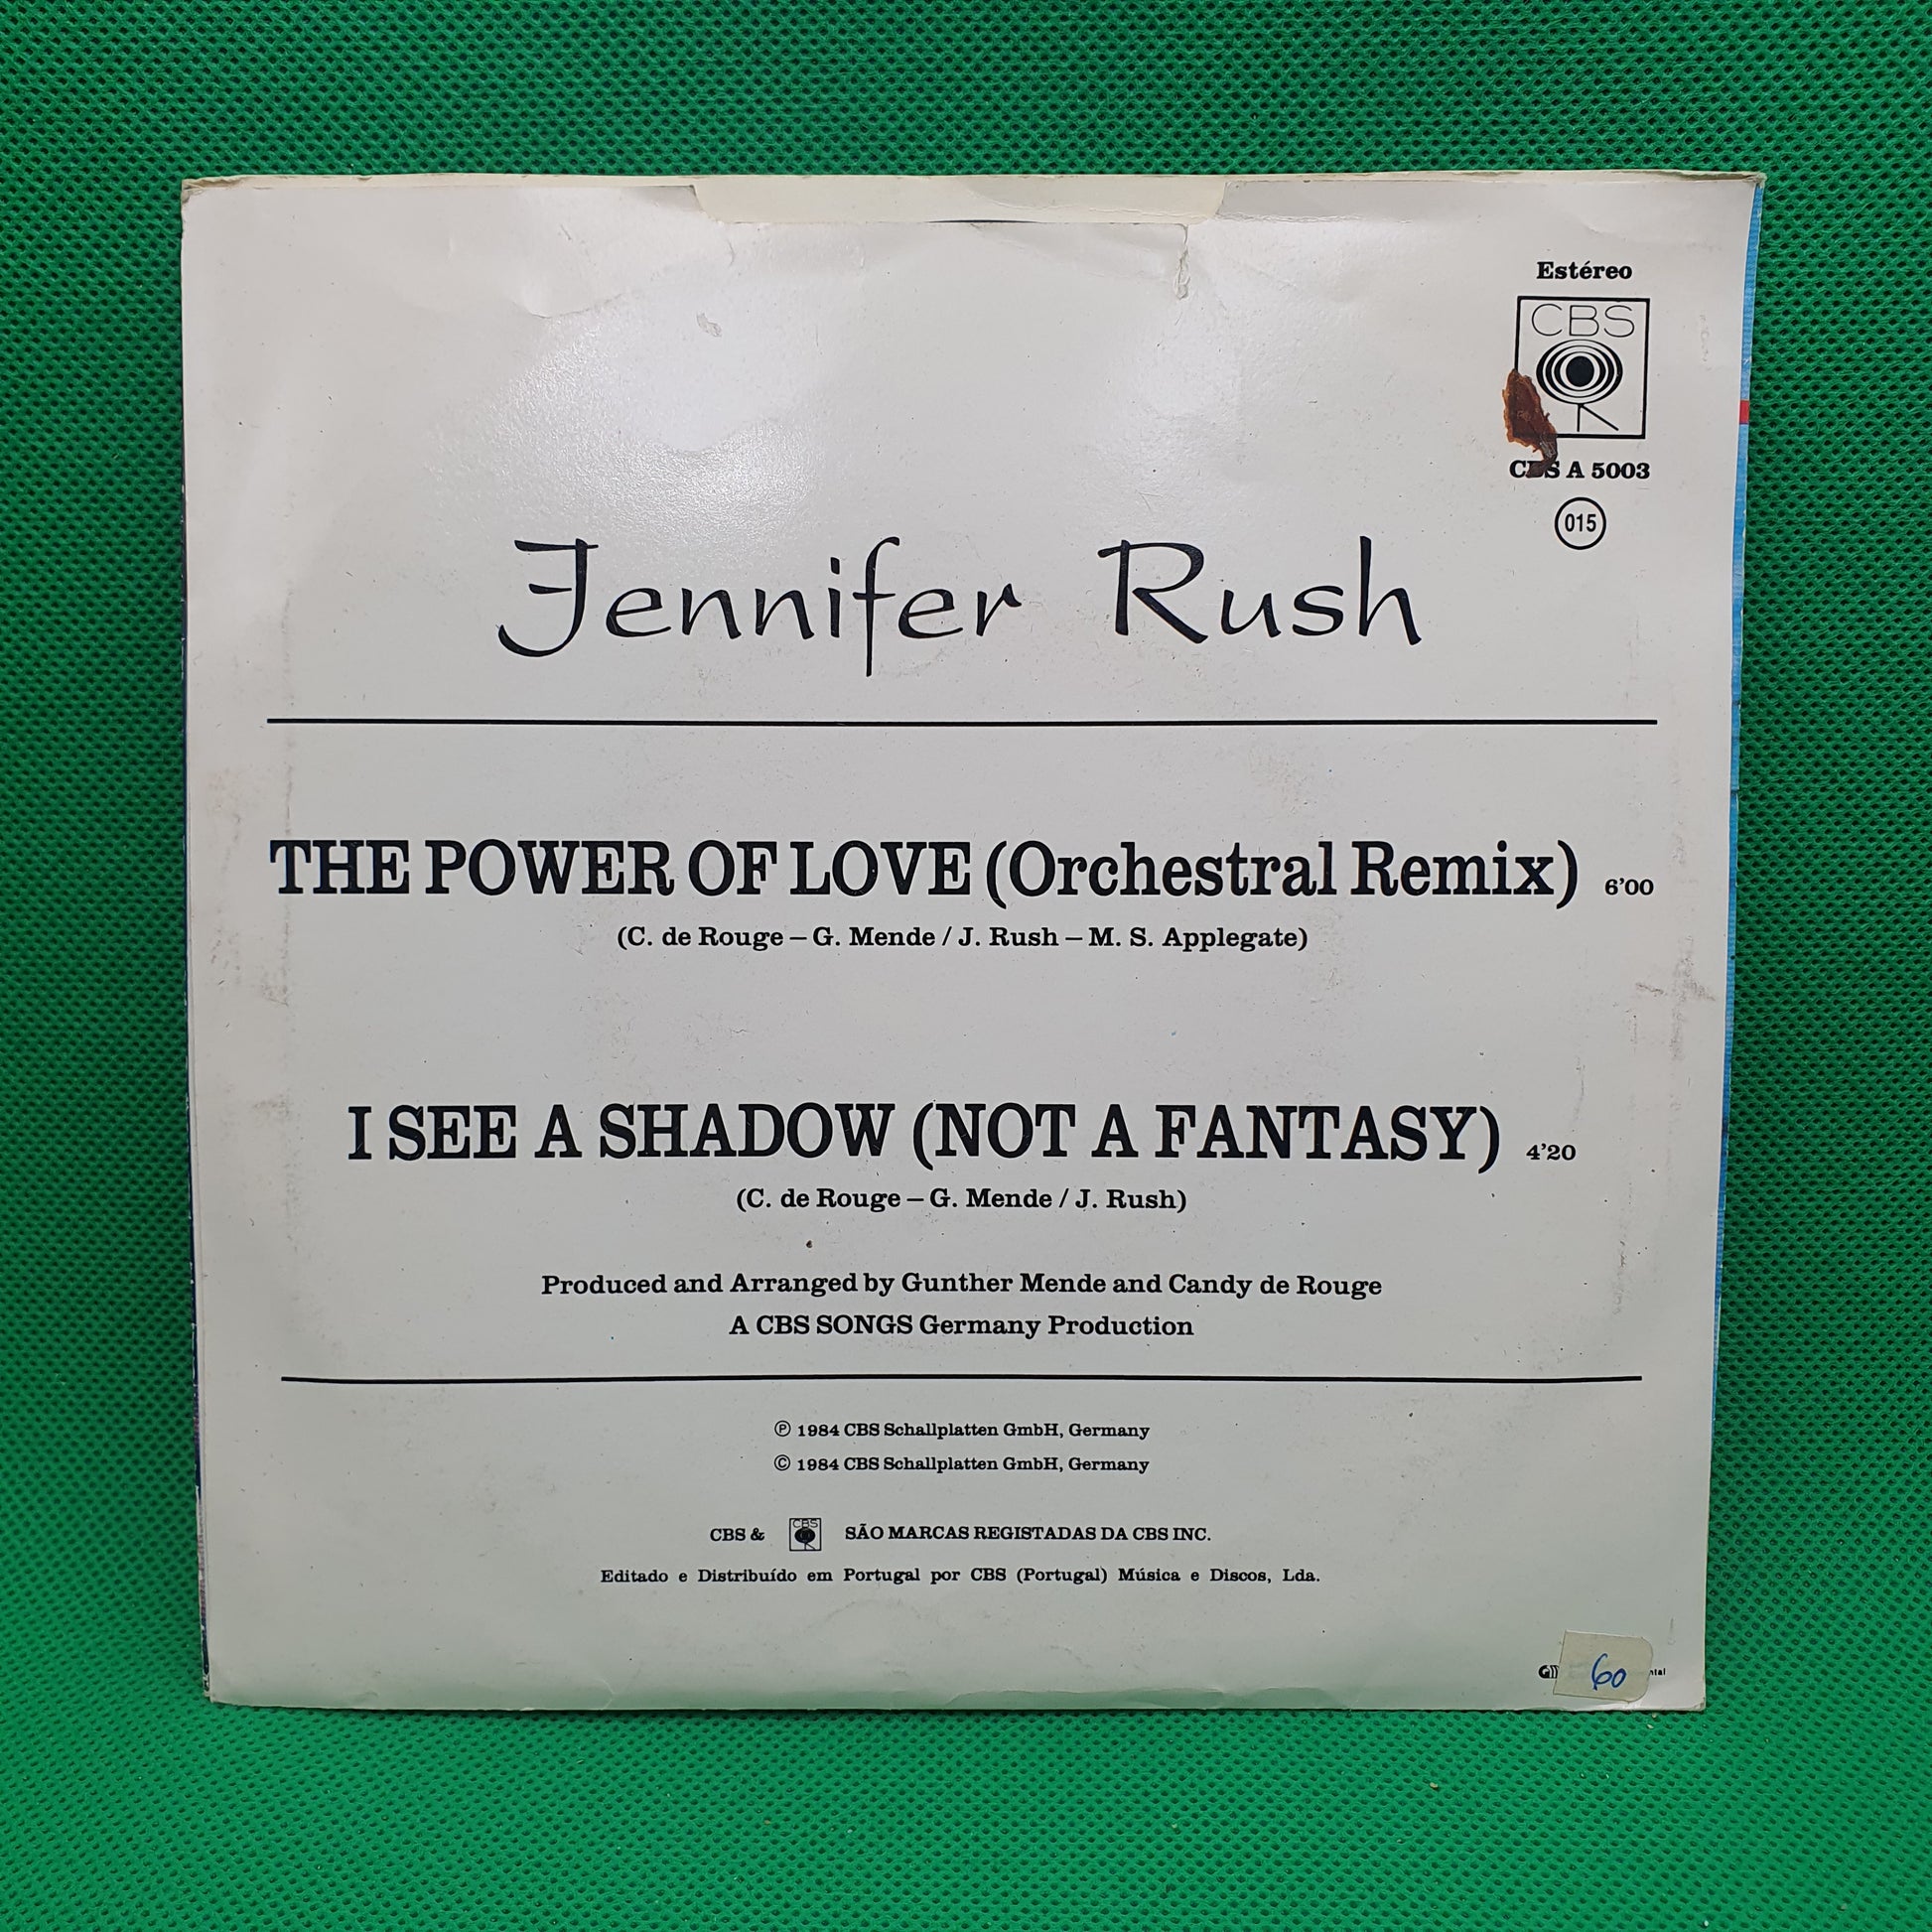 Estéreo
CBS
CBS A 5003
015
Jennifer Rush
THE POWER OF LOVE (Orchestral Remix) 6'00
(C. de Rouge – G. Mende / J. Rush – M. S. Applegate)
I SEE A SHADOW (NOT A FANTASY) 4'20
(C. de Rouge – G. Mende / J. Rush)
Produced and Arranged by Gunther Mende and Candy de Rouge
A CBS SONGS Germany Production
℗ 1984 CBS Schallplatten GmbH, Germany
© 1984 CBS Schallplatten GmbH, Germany
CBS & CBS SÃO MARCAS REGISTADAS DA CBS INC.
Editado e Distribuído em Portugal por CBS (Portugal) Música e Discos, Lda.
60